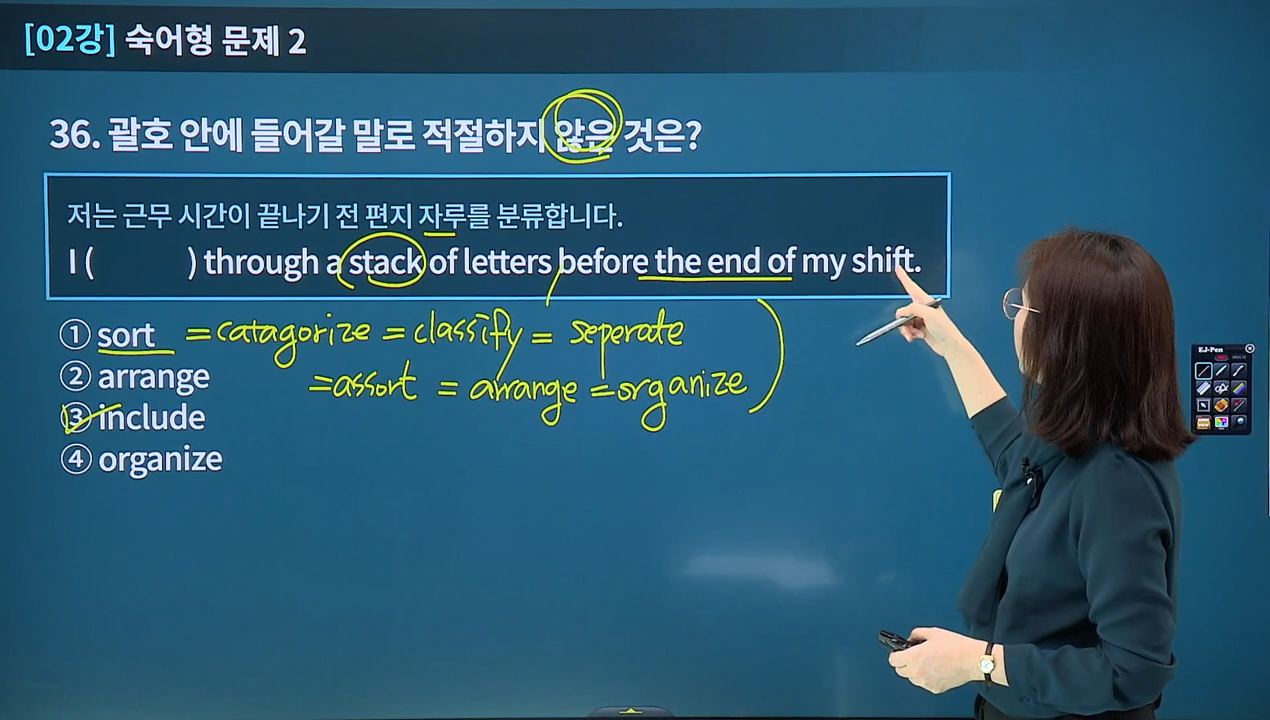 [02강] 숙어형 문제 2
36. 괄호 안에 들어갈 말로 적절하지 않은 것은?
저는 근무 시간이 끝나기 전 편지 자루를 분류합니다.
I ( ) through a stack of letters before the end of my shift.
① sort = catagorize = classify = seperate
② arrange = assort = arrange = organize
③ include
④ organize
EJ-Pen